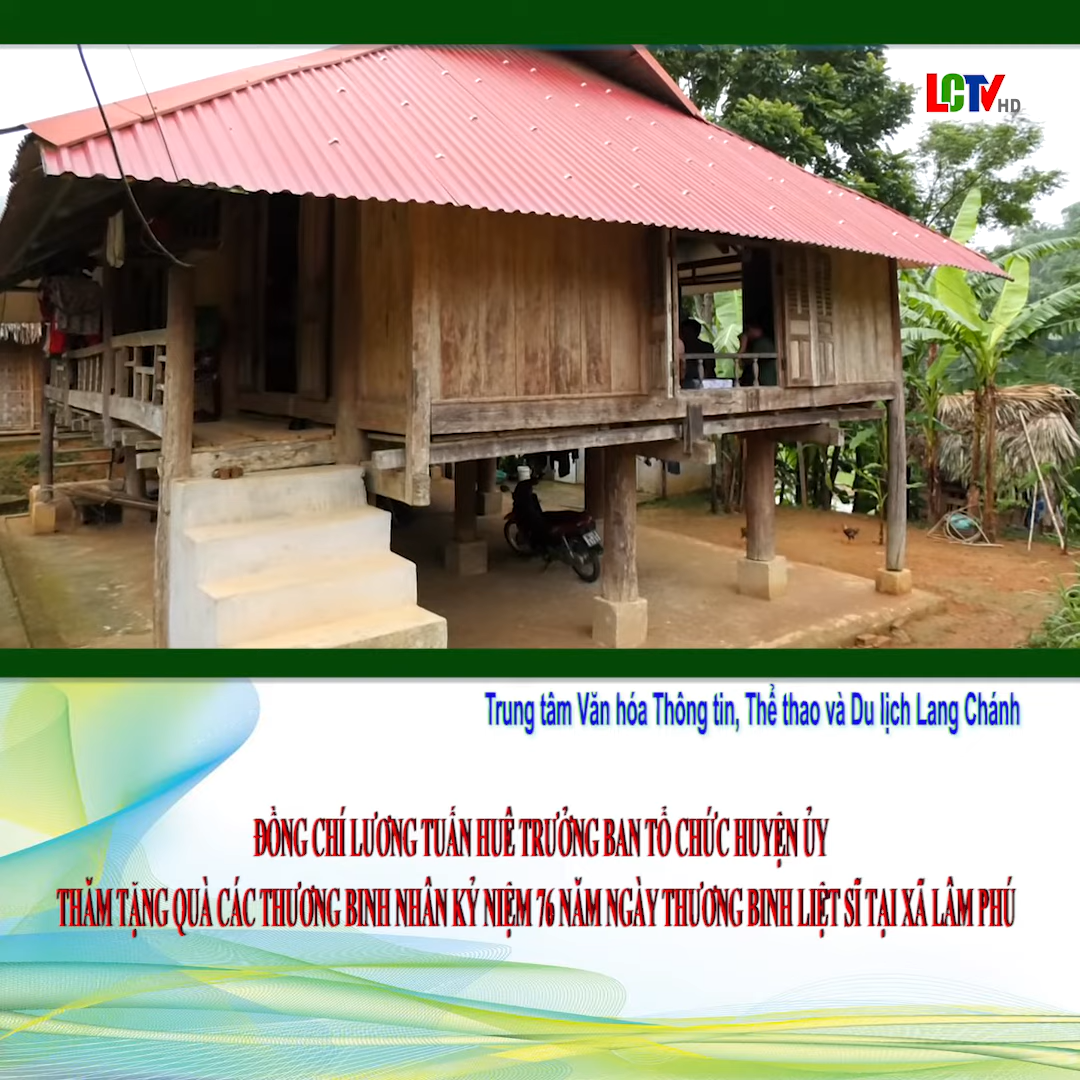 LCTV HD
Trung tâm Văn hóa Thông tin, Thể thao và Du lịch Lang Chánh
ĐỒNG CHÍ LƯƠNG TUẤN HUÊ TRƯỞNG BAN TỔ CHỨC HUYỆN ỦY
THĂM TẶNG QUÀ CÁC THƯƠNG BINH NHÂN KỶ NIỆM 76 NĂM NGÀY THƯƠNG BINH LIỆT SĨ TẠI XÃ LÂM PHÚ